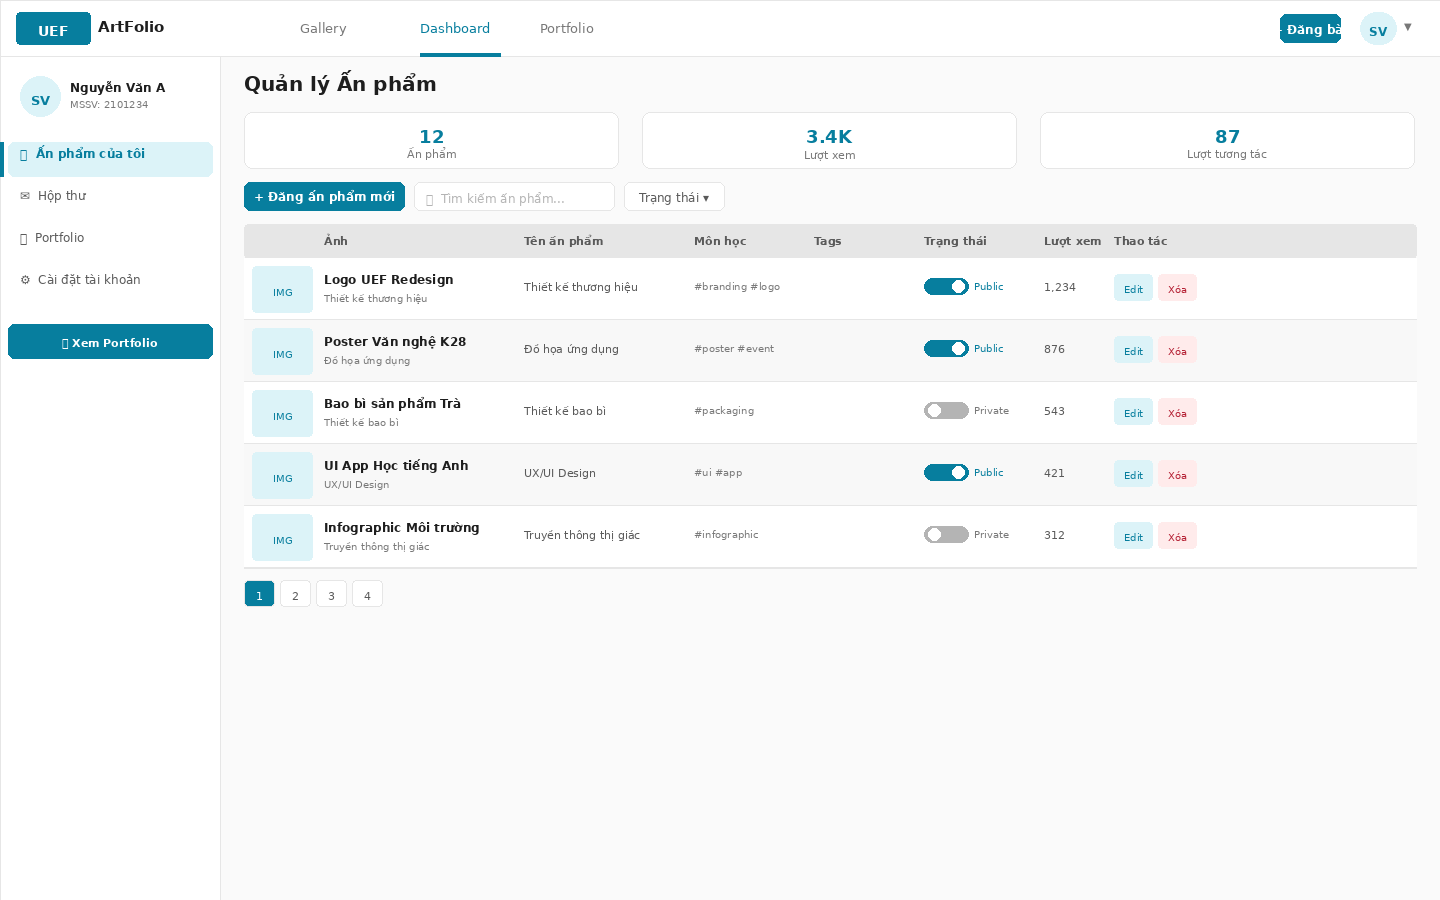 UEF ArtFolio Gallery Dashboard Portfolio + Đăng bà SV ▼
SV Nguyễn Văn A
MSSV: 2101234
Ấn phẩm của tôi
✉ Hộp thư
Portfolio
⚙ Cài đặt tài khoản
Xem Portfolio
Quản lý Ấn phẩm
12
Ấn phẩm
3.4K
Lượt xem
87
Lượt tương tác
+ Đăng ấn phẩm mới Tìm kiếm ấn phẩm... Trạng thái ▾
Ảnh Tên ấn phẩm Môn học Tags Trạng thái Lượt xem Thao tác
IMG Logo UEF Redesign Thiết kế thương hiệu #branding #logo Public 1,234 Edit Xóa
Thiết kế thương hiệu
IMG Poster Văn nghệ K28 Đồ họa ứng dụng #poster #event Public 876 Edit Xóa
Đồ họa ứng dụng
IMG Bao bì sản phẩm Trà Thiết kế bao bì #packaging Private 543 Edit Xóa
Thiết kế bao bì
IMG UI App Học tiếng Anh UX/UI Design #ui #app Public 421 Edit Xóa
UX/UI Design
IMG Infographic Môi trường Truyền thông thị giác #infographic Private 312 Edit Xóa
Truyền thông thị giác
1 2 3 4